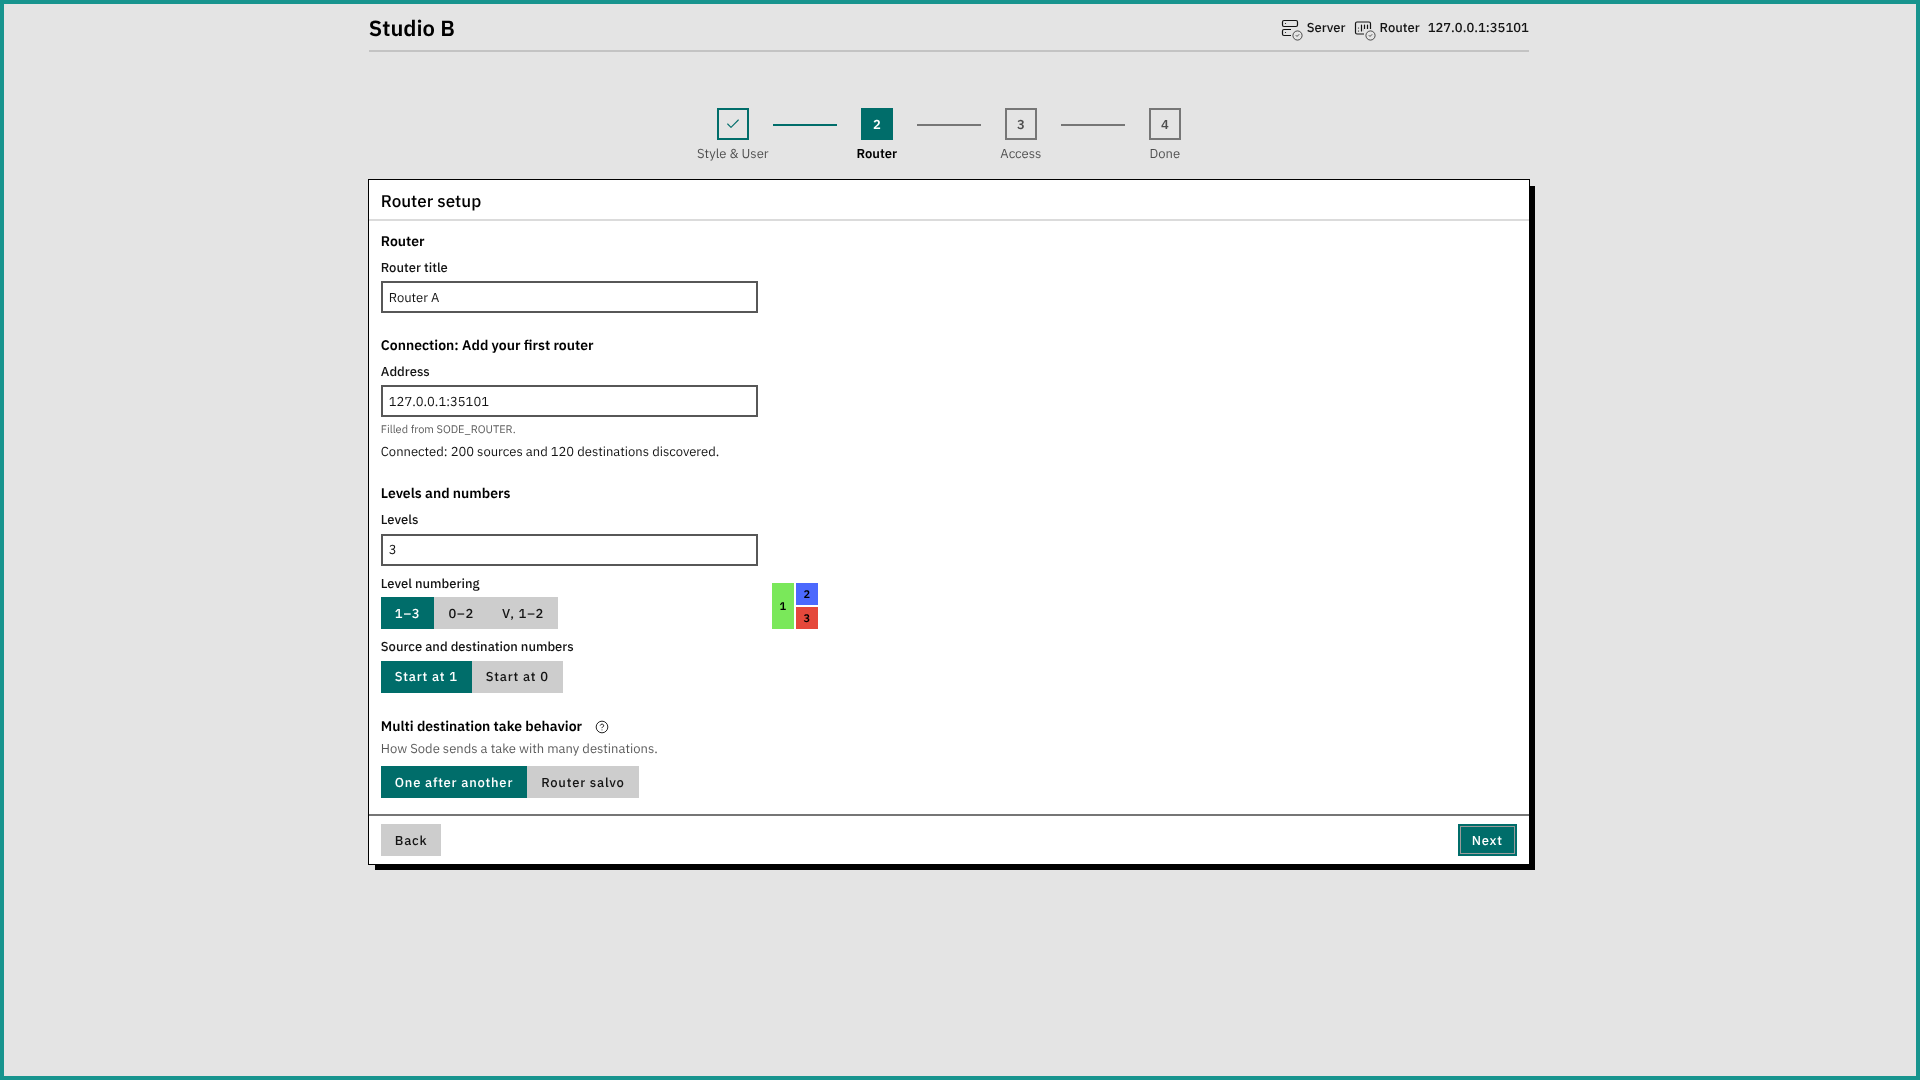 Studio B
Server Router 127.0.0.1:35101
2 3 4
Style & User Router Access Done
Router setup
Router
Router title
Router A
Connection: Add your first router
Address
127.0.0.1:35101
Filled from SODE_ROUTER.
Connected: 200 sources and 120 destinations discovered.
Levels and numbers
Levels
3
Level numbering
1–3 0–2 V, 1–2
1 2
3
Source and destination numbers
Start at 1 Start at 0
Multi destination take behavior ?
How Sode sends a take with many destinations.
One after another Router salvo
Back Next